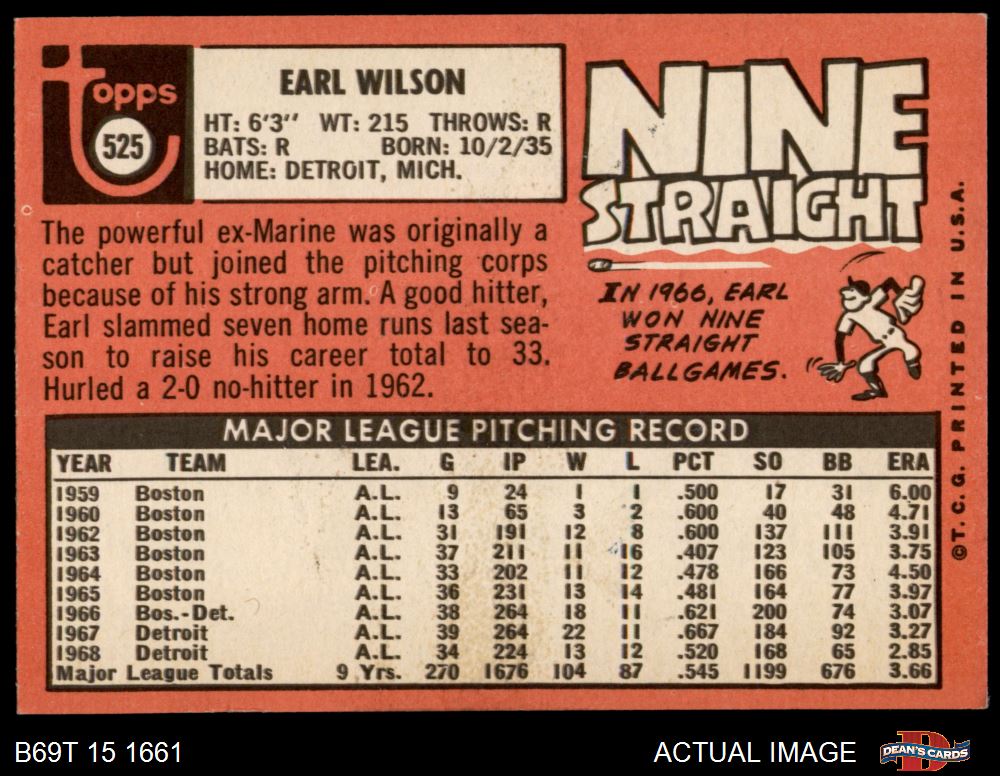 Topps
525
EARL WILSON
HT: 6'3" WT: 215 THROWS: R
BATS: R BORN: 10/2/35
HOME: DETROIT, MICH.
The powerful ex-Marine was originally a
catcher but joined the pitching corps
because of his strong arm. A good hitter,
Earl slammed seven home runs last sea-
son to raise his career total to 33.
Hurled a 2-0 no-hitter in 1962.
NINE
STRAIGHT
IN 1966, EARL
WON NINE
STRAIGHT
BALLGAMES.
©T. C. G. PRINTED IN U.S.A.
MAJOR LEAGUE PITCHING RECORD
YEAR TEAM LEA. G IP W L PCT SO BB ERA
1959 Boston A.L. 9 24 1 1 .500 17 31 6.00
1960 Boston A.L. 13 65 3 2 .600 40 48 4.71
1962 Boston A.L. 31 191 12 8 .600 137 111 3.91
1963 Boston A.L. 37 211 11 16 .407 123 105 3.75
1964 Boston A.L. 33 202 11 12 .478 166 73 4.50
1965 Boston A.L. 36 231 13 14 .481 164 77 3.97
1966 Bos.-Det. A.L. 38 264 18 11 .621 200 74 3.07
1967 Detroit A.L. 39 264 22 11 .667 184 92 3.27
1968 Detroit A.L. 34 224 13 12 .520 168 65 2.85
Major League Totals 9 Yrs. 270 1676 104 87 .545 1199 676 3.66
B69T 15 1661
ACTUAL IMAGE
DEAN'S CARDS